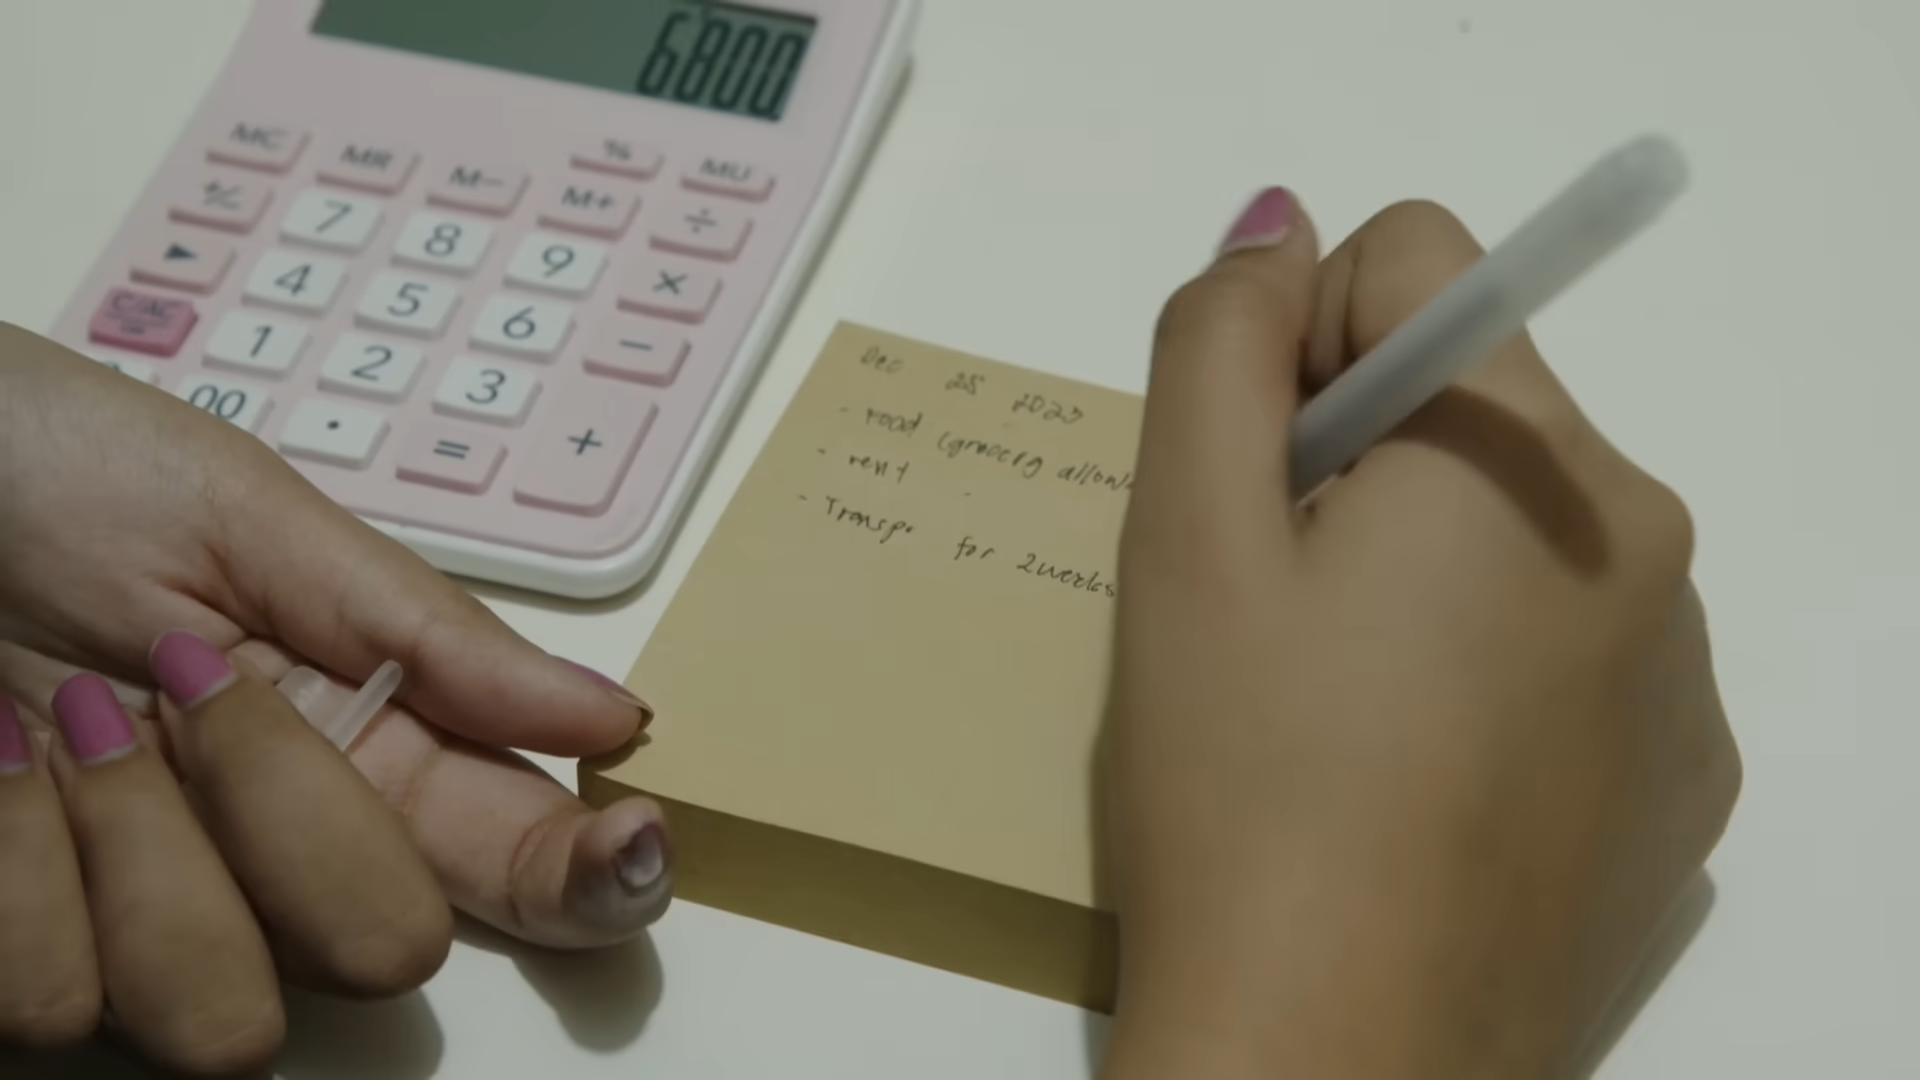 6800.
MC MR M- % MU
+/- M+ ÷
▶ 7 8 9 ×
C/AC 4 5 6 −
1 2 3 +
00 . =
Dec 25 2023
- Food (grocery allow
- rent -
- Transpo for 2weeks